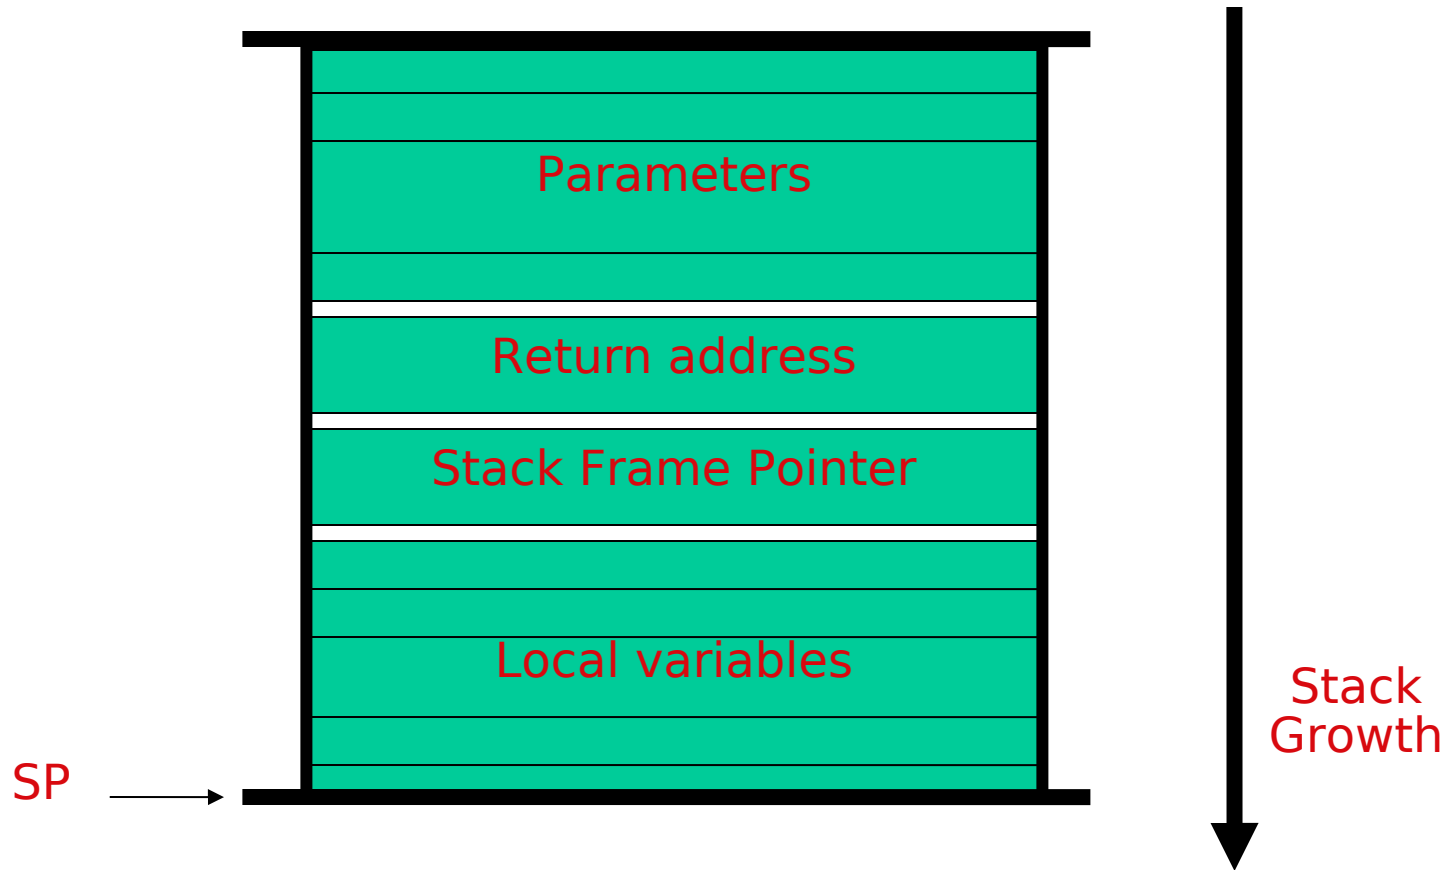 Parameters
Return address
Stack Frame Pointer
Local variables
SP
Stack
Growth